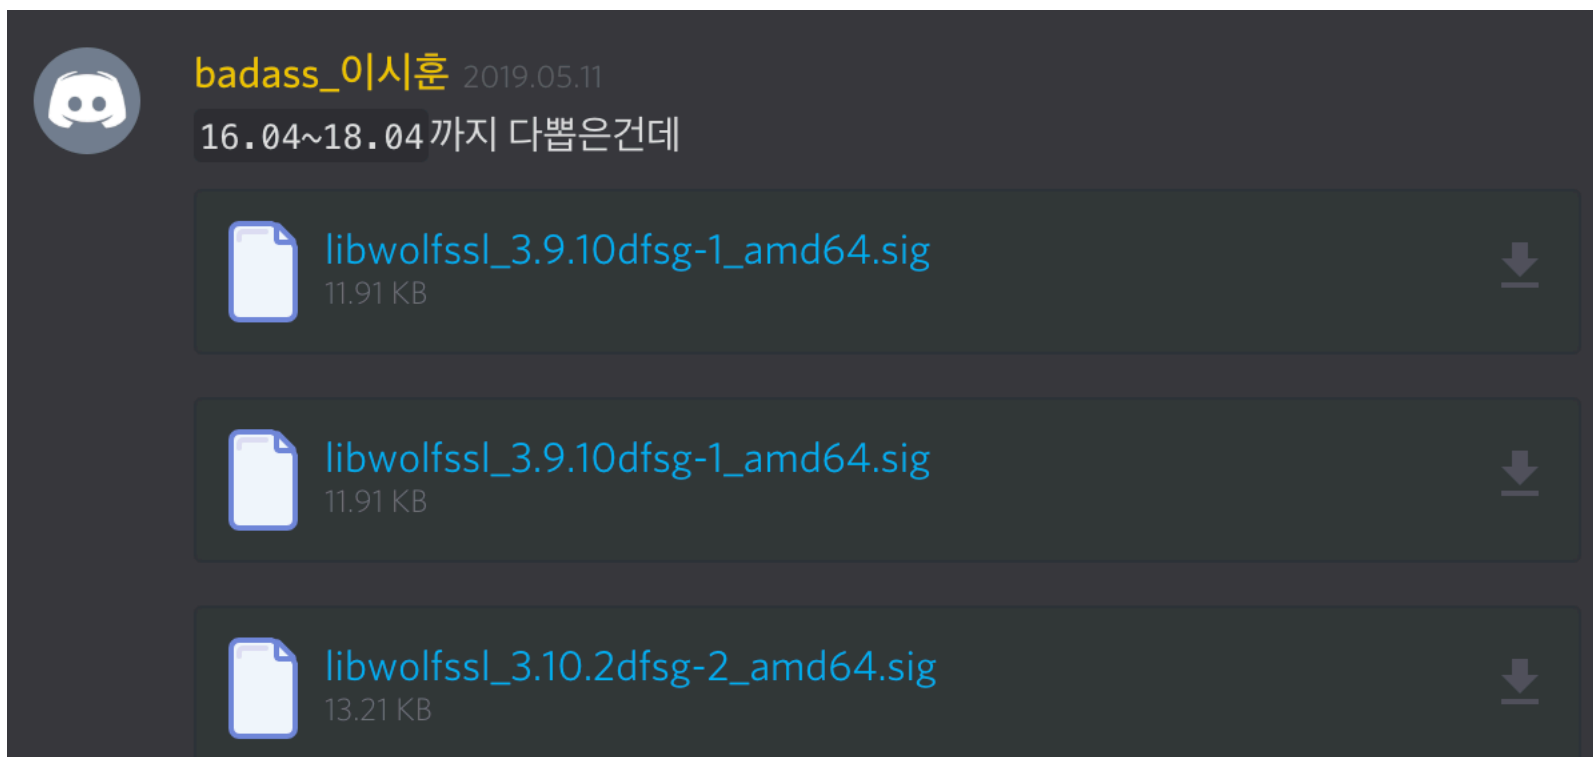 badass_이시훈 2019.05.11
16.04~18.04까지 다뽑은건데
libwolfssl_3.9.10dfsg-1_amd64.sig
11.91 KB
libwolfssl_3.9.10dfsg-1_amd64.sig
11.91 KB
libwolfssl_3.10.2dfsg-2_amd64.sig
13.21 KB